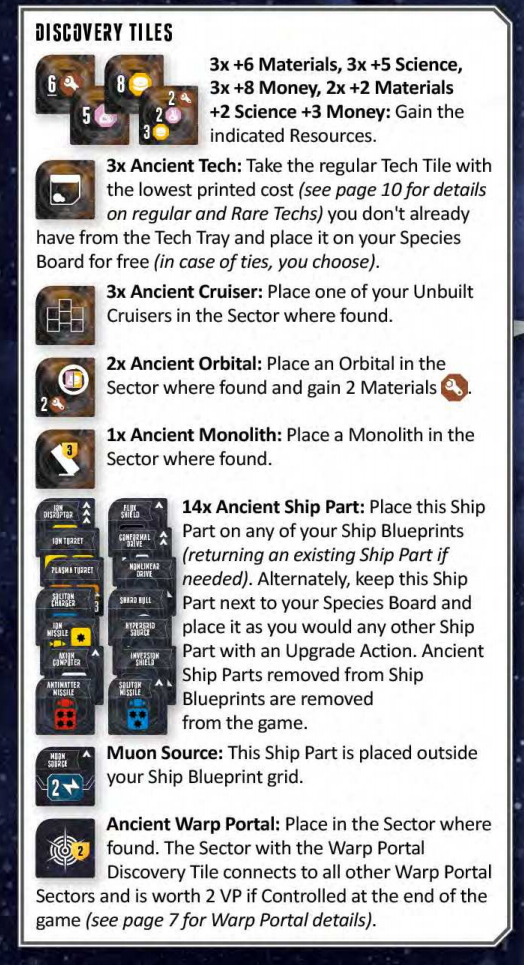 DISCOVERY TILES
6
8
5
2
2
3
3x +6 Materials, 3x +5 Science,
3x +8 Money, 2x +2 Materials
+2 Science +3 Money: Gain the
indicated Resources.
3x Ancient Tech: Take the regular Tech Tile with
the lowest printed cost (see page 10 for details
on regular and Rare Techs) you don't already
have from the Tech Tray and place it on your Species
Board for free (in case of ties, you choose).
3x Ancient Cruiser: Place one of your Unbuilt
Cruisers in the Sector where found.
2x Ancient Orbital: Place an Orbital in the
Sector where found and gain 2 Materials .
2
1x Ancient Monolith: Place a Monolith in the
Sector where found.
3
ION
DISRUPTOR
ION TURRET
PLASMA TURRET
SOLITON
CHARGER
3
ION
MISSILE
AXION
COMPUTER
ANTIMATTER
MISSILE
FLUX
SHIELD
CONFORMAL
DRIVE
NONLINEAR
DRIVE
SHARD HULL
HYPERGRID
SOURCE
INVERSION
SHIELD
SOLITON
MISSILE
14x Ancient Ship Part: Place this Ship
Part on any of your Ship Blueprints
(returning an existing Ship Part if
needed). Alternately, keep this Ship
Part next to your Species Board and
place it as you would any other Ship
Part with an Upgrade Action. Ancient
Ship Parts removed from Ship
Blueprints are removed
from the game.
MUON
SOURCE
2
Muon Source: This Ship Part is placed outside
your Ship Blueprint grid.
2
Ancient Warp Portal: Place in the Sector where
found. The Sector with the Warp Portal
Discovery Tile connects to all other Warp Portal
Sectors and is worth 2 VP if Controlled at the end of the
game (see page 7 for Warp Portal details).